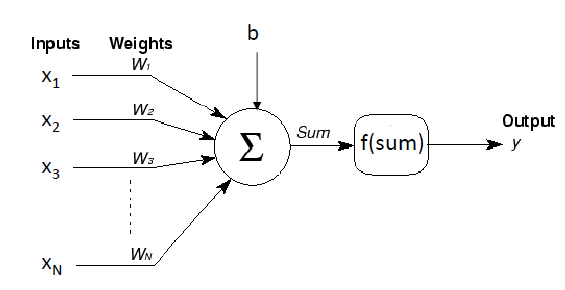 b
Inputs Weights
x1 W1
x2 W2
x3 W3
xN WN
Σ
Sum
f(sum)
Output
y